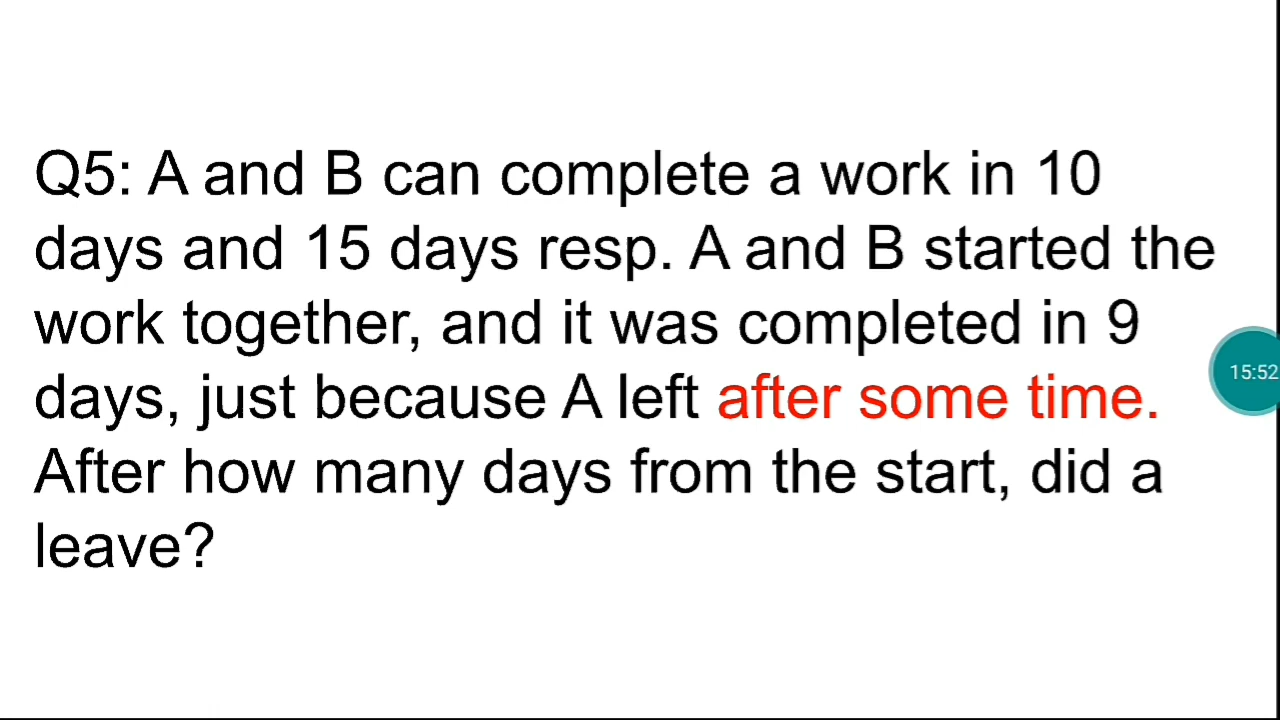 Q5: A and B can complete a work in 10
days and 15 days resp. A and B started the
work together, and it was completed in 9
days, just because A left after some time.
After how many days from the start, did a
leave?
15:52